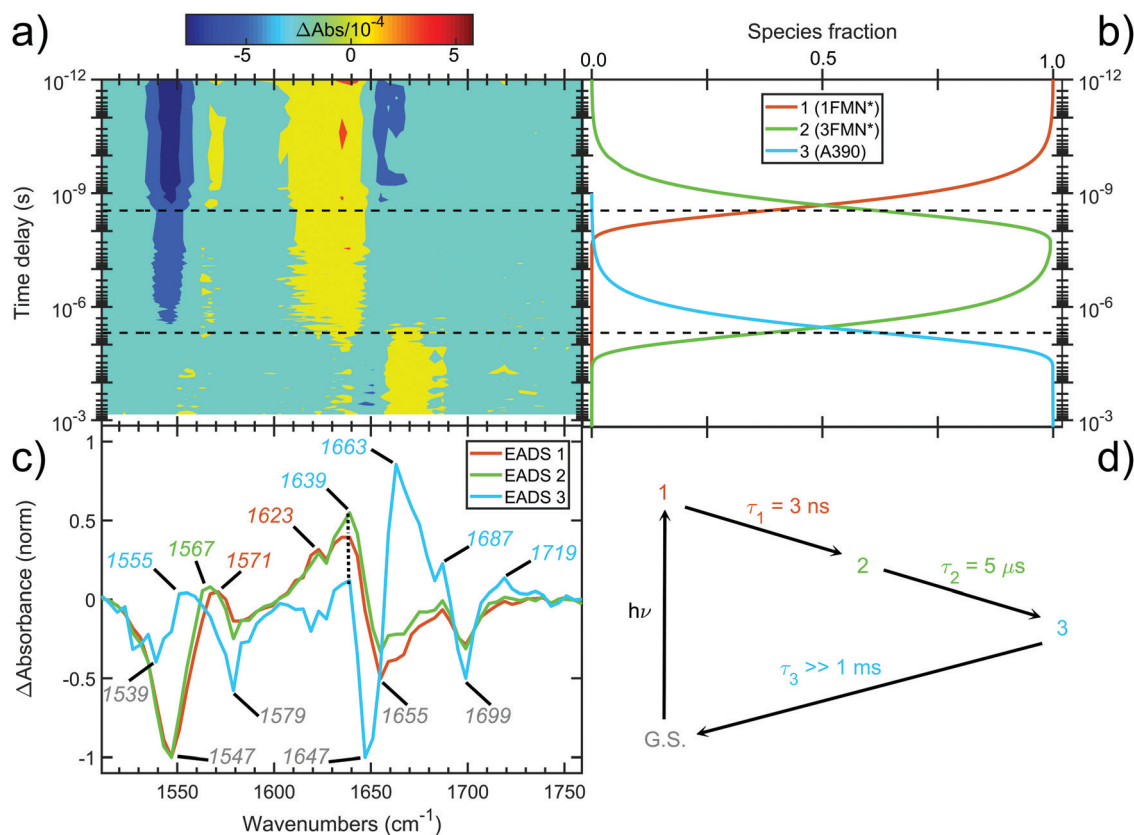 a)
ΔAbs/10⁻⁴
-5 0 5
Time delay (s)
10⁻¹²
10⁻⁹
10⁻⁶
10⁻³
b)
Species fraction
0.0 0.5 1.0
1 (1FMN*)
2 (3FMN*)
3 (A390)
10⁻¹²
10⁻⁹
10⁻⁶
10⁻³
c)
ΔAbsorbance (norm)
1
0.5
0
-0.5
-1
EADS 1
EADS 2
EADS 3
1663
1639
1623
1567
1555
1571
1687
1719
1539
1579
1655
1699
1547
1647
1550 1600 1650 1700 1750
Wavenumbers (cm⁻¹)
d)
1
τ₁ = 3 ns
2
τ₂ = 5 μs
hν
3
τ₃ >> 1 ms
G.S.